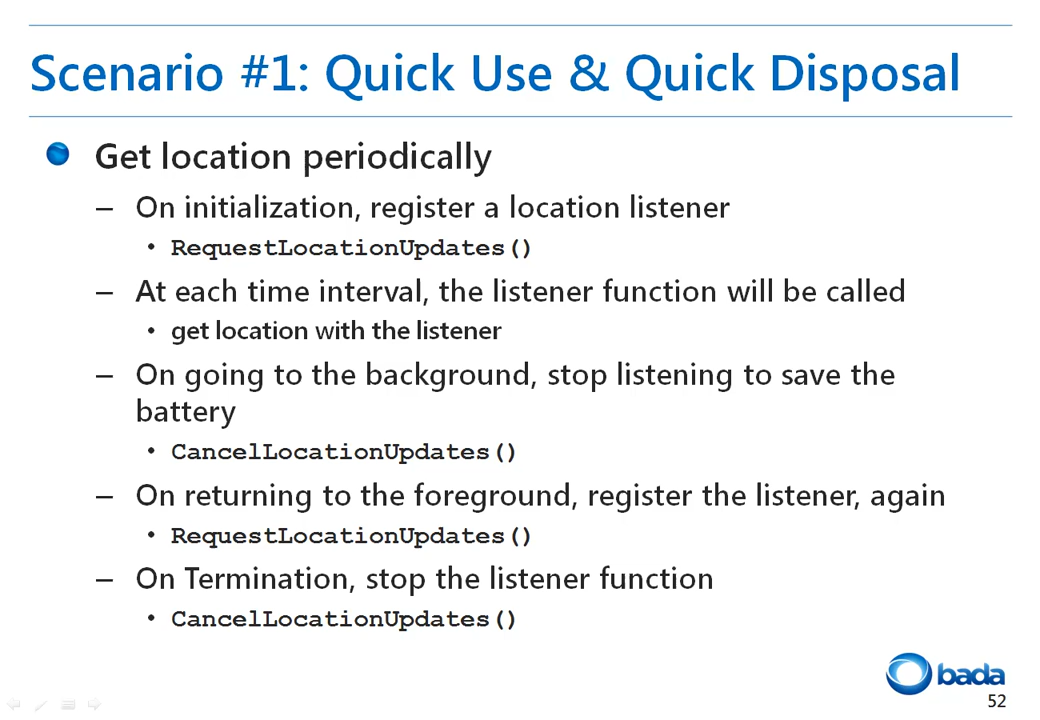 Scenario #1: Quick Use & Quick Disposal
Get location periodically
– On initialization, register a location listener
• RequestLocationUpdates()
– At each time interval, the listener function will be called
• get location with the listener
– On going to the background, stop listening to save the
battery
• CancelLocationUpdates()
– On returning to the foreground, register the listener, again
• RequestLocationUpdates()
– On Termination, stop the listener function
• CancelLocationUpdates()
bada
52